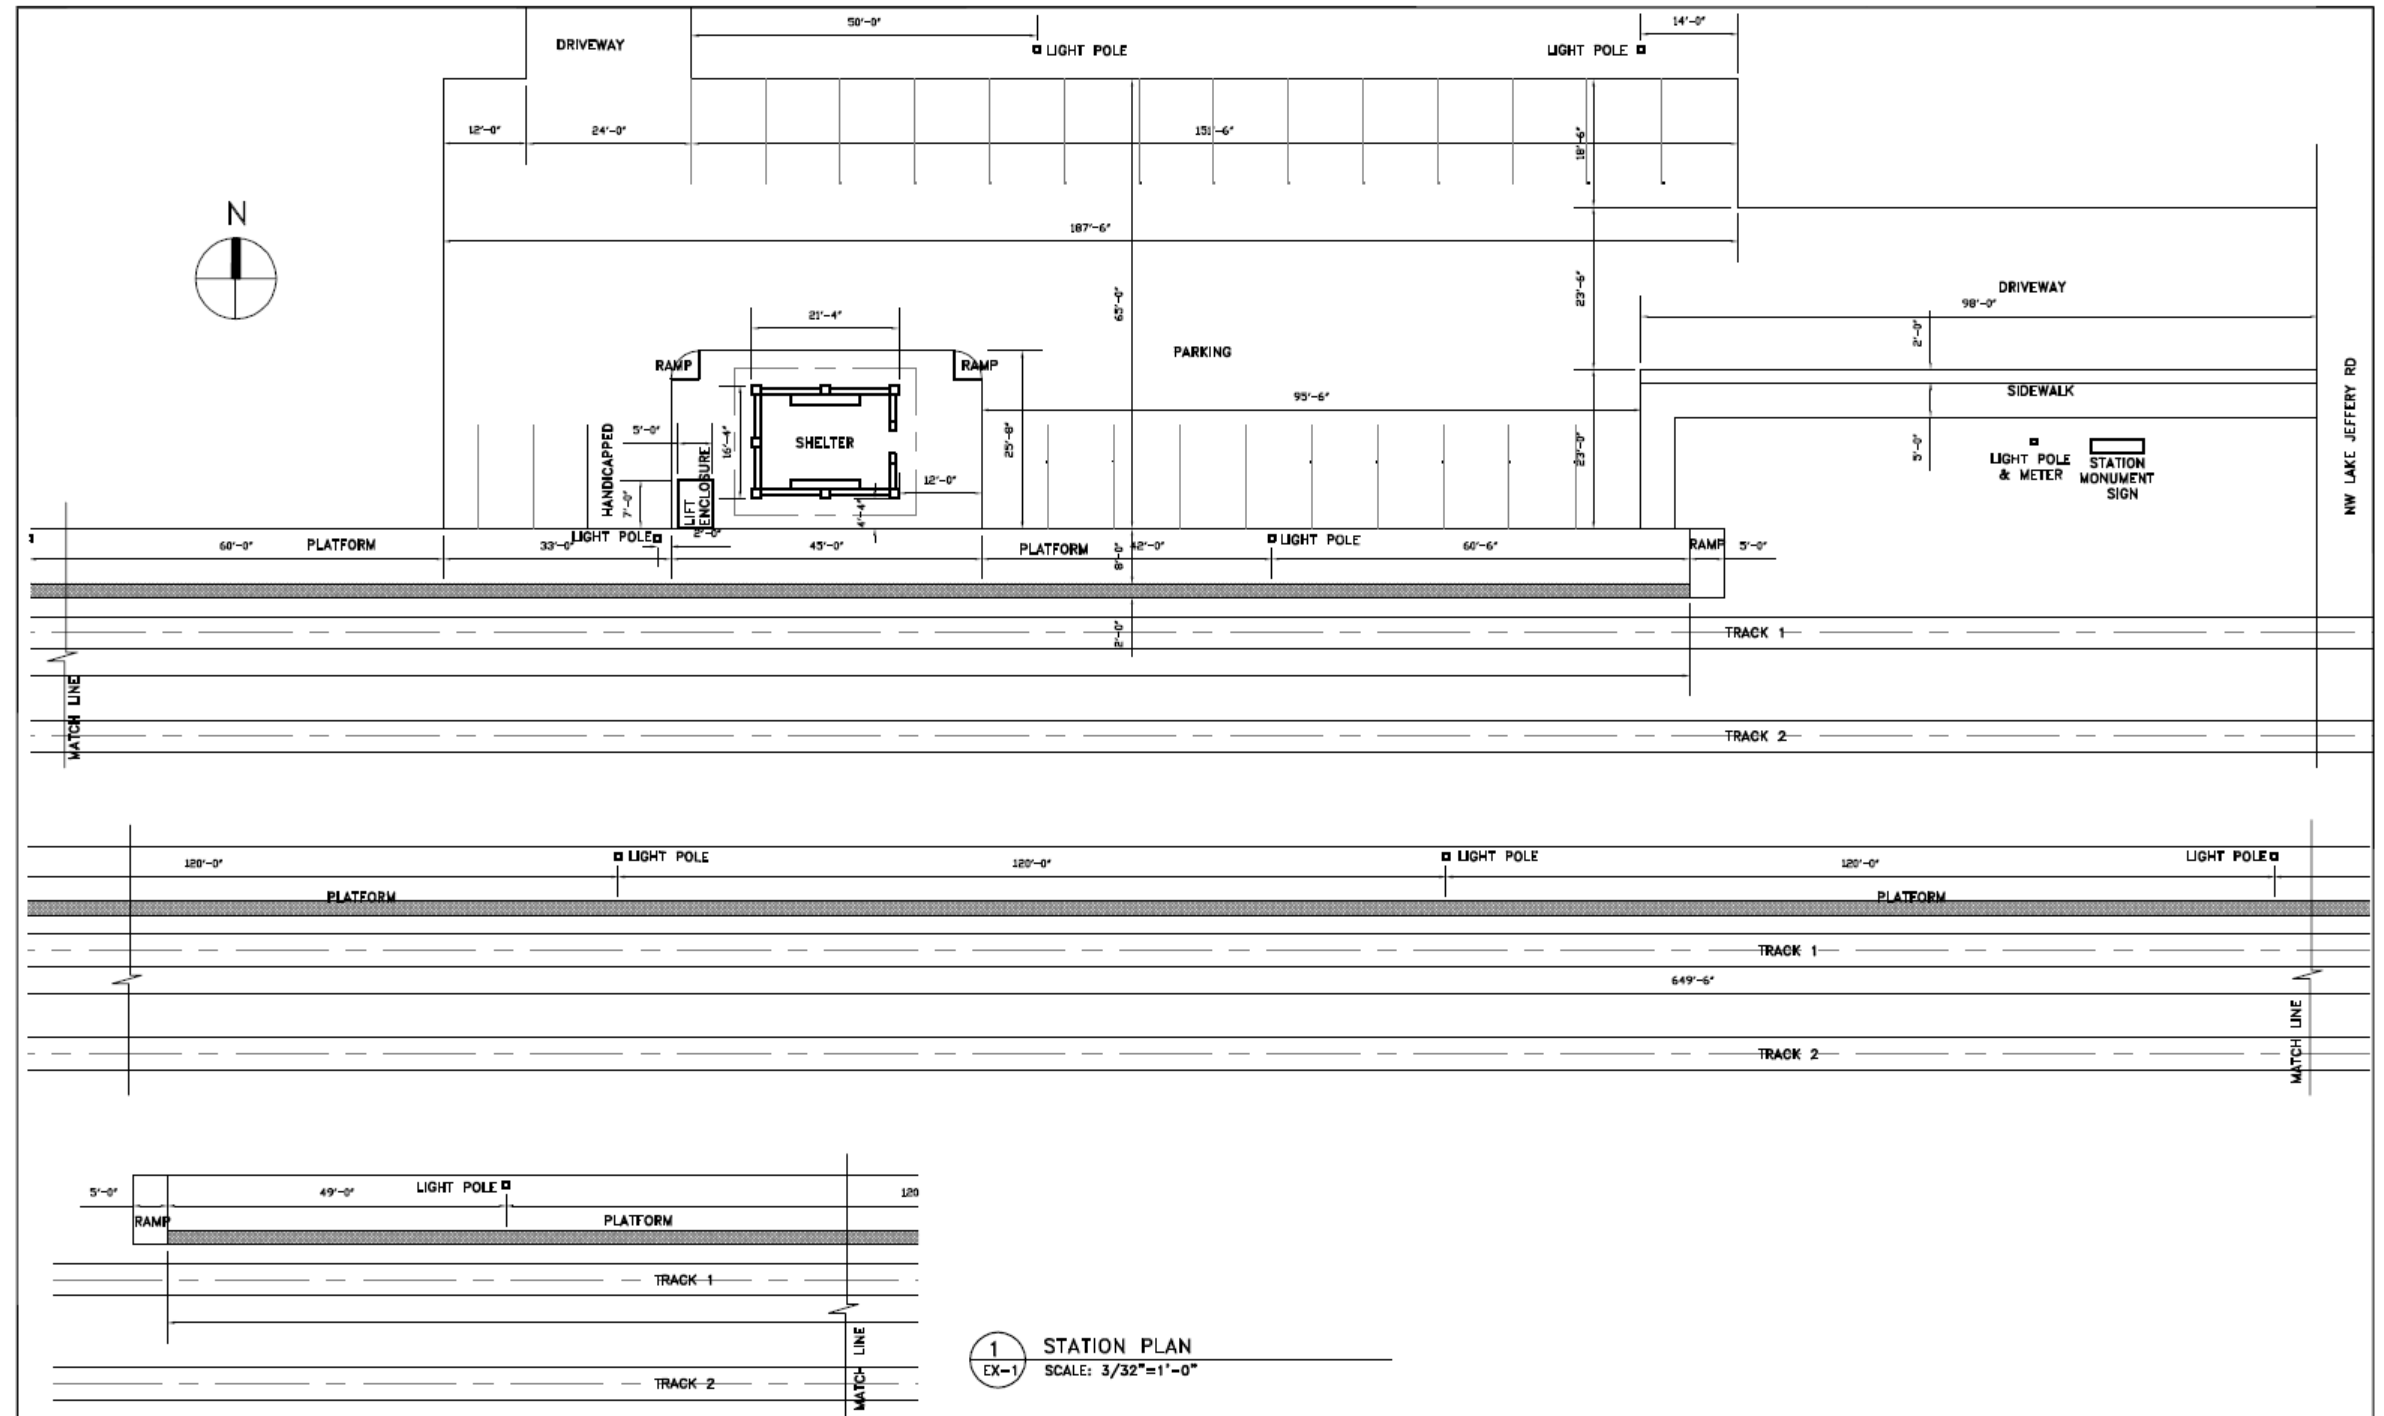 50'-0"
14'-0"
DRIVEWAY
LIGHT POLE
LIGHT POLE
12'-0"
24'-0"
151'-6"
18'-6"
N
187'-6"
23'-6"
65'-0"
DRIVEWAY
98'-0"
21'-4"
2'-0"
RAMP
RAMP
PARKING
SIDEWALK
95'-6"
NW LAKE JEFFERY RD
HANDICAPPED
5'-0"
16'-4"
SHELTER
25'-8"
23'-0"
5'-0"
LIGHT POLE
& METER
STATION
MONUMENT
SIGN
7'-0"
LIFT
ENCLOSURE
12'-0"
4'-4"
60'-0"
PLATFORM
33'-0"
LIGHT POLE
2'-0"
45'-0"
PLATFORM
8'-0"
42'-0"
LIGHT POLE
60'-6"
RAMP
5'-0"
2'-0"
TRACK 1
MATCH LINE
TRACK 2
120'-0"
LIGHT POLE
120'-0"
LIGHT POLE
120'-0"
LIGHT POLE
PLATFORM
PLATFORM
TRACK 1
649'-6"
MATCH LINE
TRACK 2
5'-0"
49'-0"
LIGHT POLE
120
RAMP
PLATFORM
TRACK 1
MATCH LINE
TRACK 2
1
EX-1
STATION PLAN
SCALE: 3/32"=1'-0"